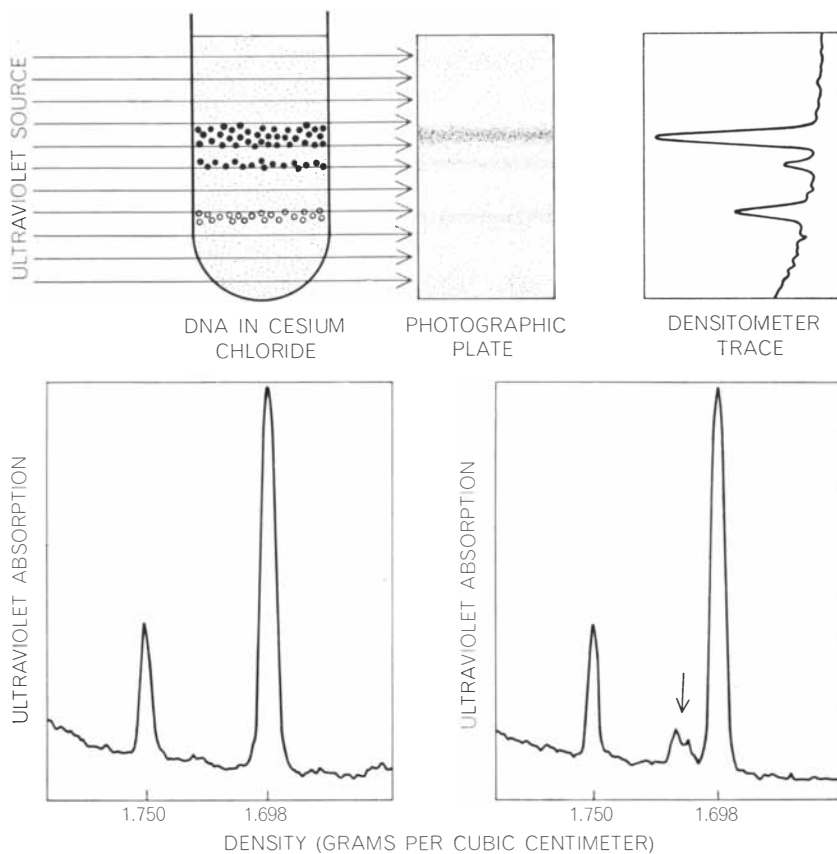 ULTRAVIOLET SOURCE
DNA IN CESIUM
CHLORIDE
PHOTOGRAPHIC
PLATE
DENSITOMETER
TRACE
ULTRAVIOLET ABSORPTION
ULTRAVIOLET ABSORPTION
1.750 1.698
1.750 1.698
DENSITY (GRAMS PER CUBIC CENTIMETER)